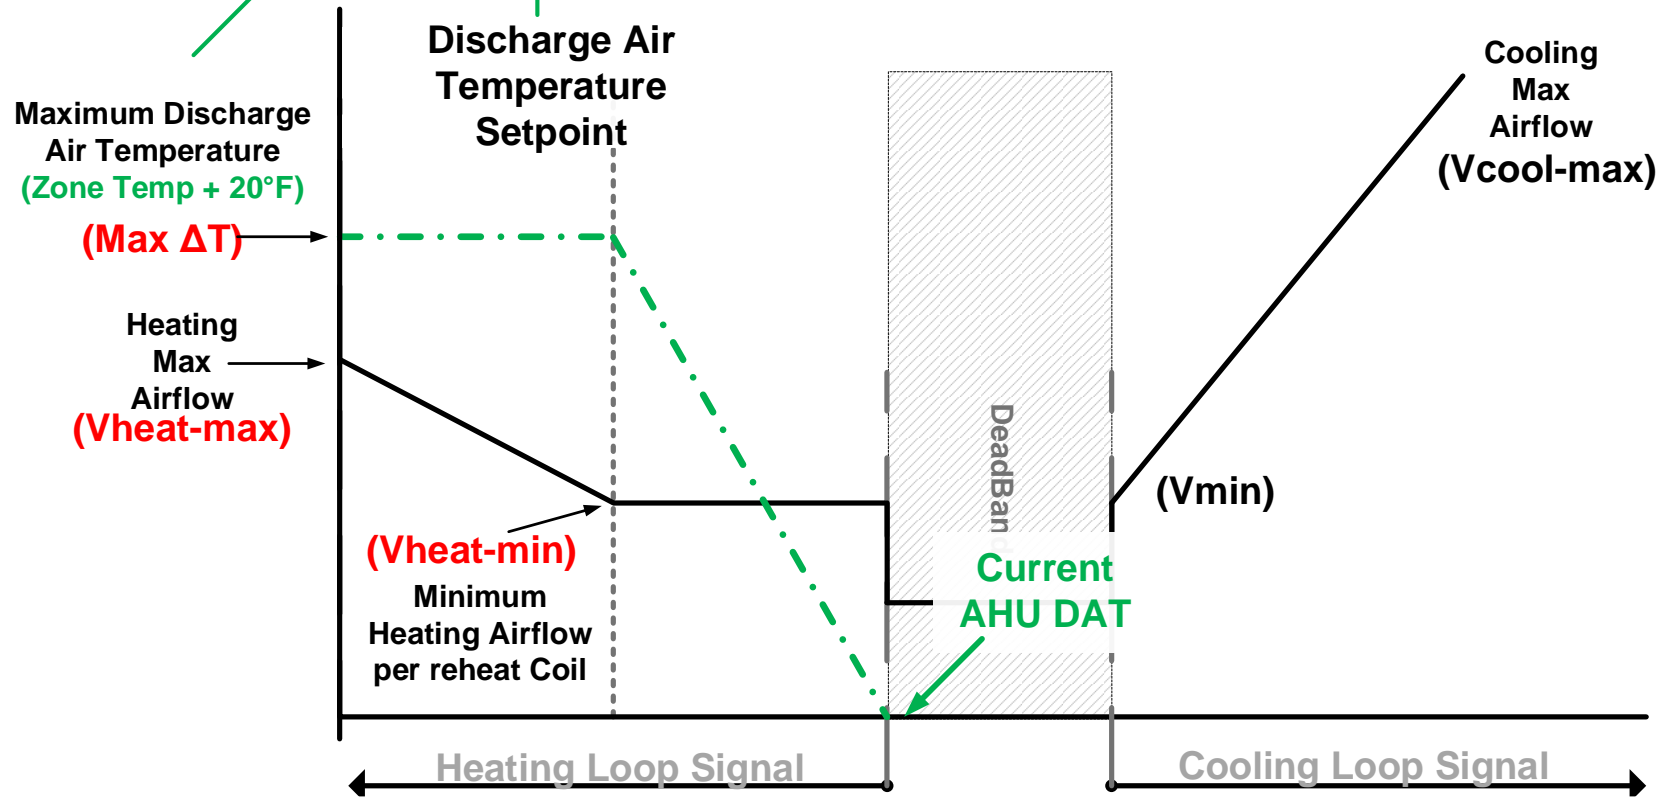 Discharge Air
Temperature
Setpoint
Cooling
Max
Airflow
(Vcool-max)
Maximum Discharge
Air Temperature
(Zone Temp + 20°F)
(Max ΔT)
Heating
Max
Airflow
(Vheat-max)
DeadBand
(Vmin)
(Vheat-min)
Minimum
Heating Airflow
per reheat Coil
Current
AHU DAT
Heating Loop Signal
Cooling Loop Signal